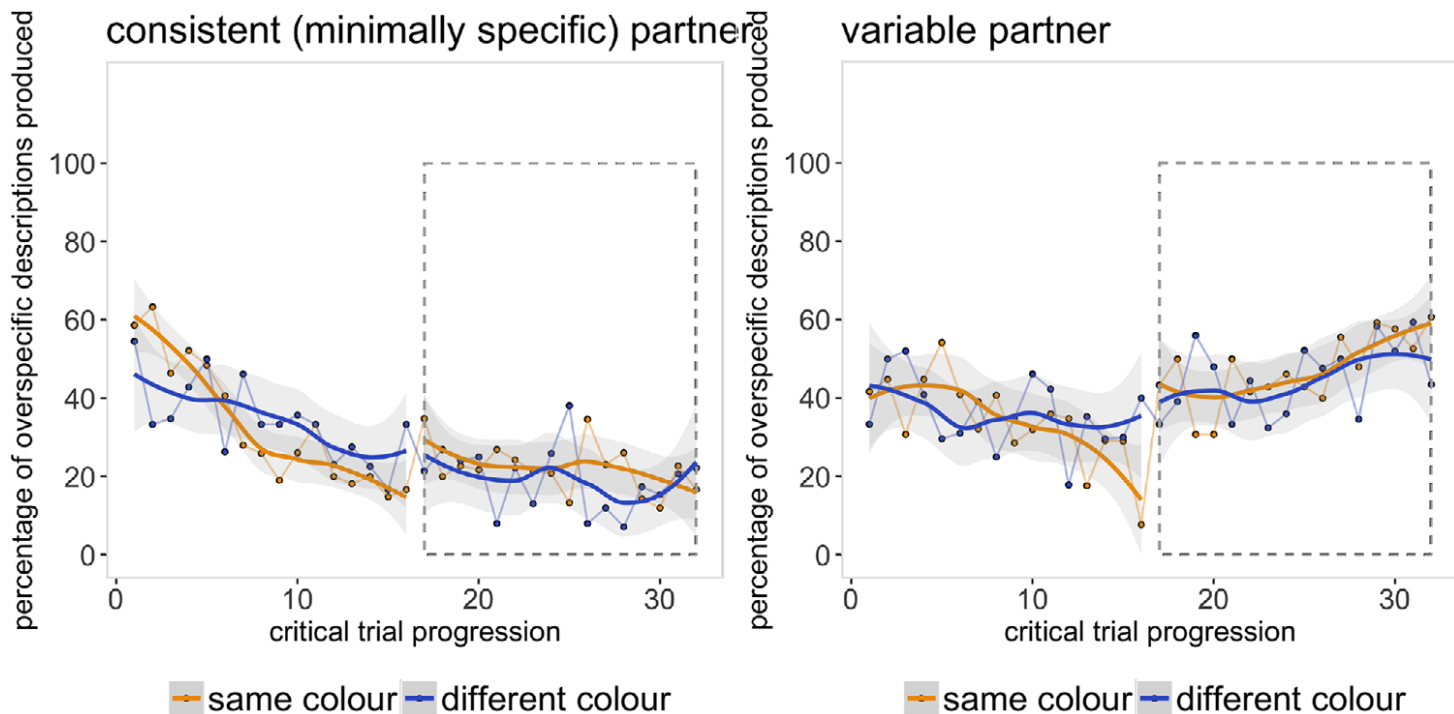 consistent (minimally specific) partner
percentage of overspecific descriptions produced
100
80
60
40
20
0
0 10 20 30
critical trial progression
same colour different colour
variable partner
percentage of overspecific descriptions produced
100
80
60
40
20
0
0 10 20 30
critical trial progression
same colour different colour